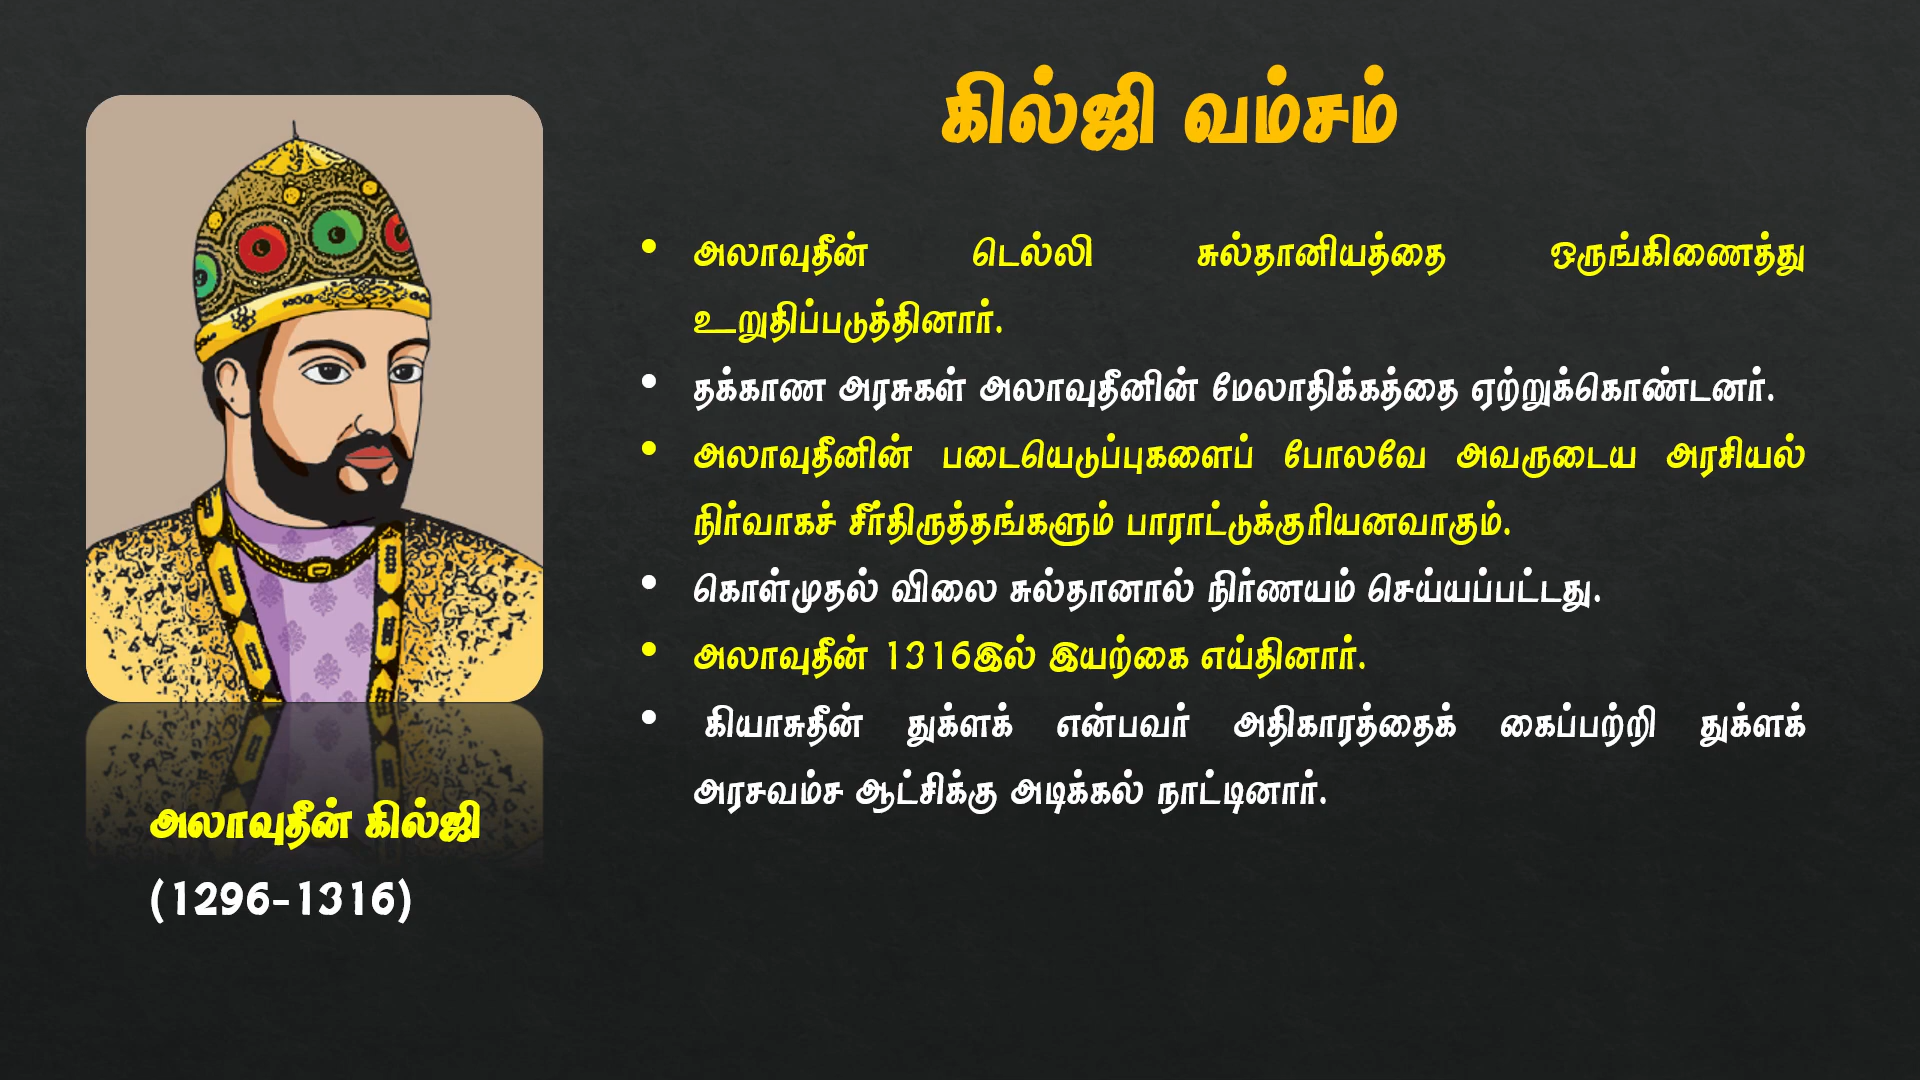 கில்ஜி வம்சம்
• அலாவுதீன் டெல்லி சுல்தானியத்தை ஒருங்கிணைத்து
உறுதிப்படுத்தினார்.
• தக்காண அரசுகள் அலாவுதீனின் மேலாதிக்கத்தை ஏற்றுக்கொண்டனர்.
• அலாவுதீனின் படையெடுப்புகளைப் போலவே அவருடைய அரசியல்
நிர்வாகச் சீர்திருத்தங்களும் பாராட்டுக்குரியனவாகும்.
• கொள்முதல் விலை சுல்தானால் நிர்ணயம் செய்யப்பட்டது.
• அலாவுதீன் 1316இல் இயற்கை எய்தினார்.
• கியாசுதீன் துக்ளக் என்பவர் அதிகாரத்தைக் கைப்பற்றி துக்ளக்
அரசவம்ச ஆட்சிக்கு அடிக்கல் நாட்டினார்.
அலாவுதீன் கில்ஜி
(1296-1316)